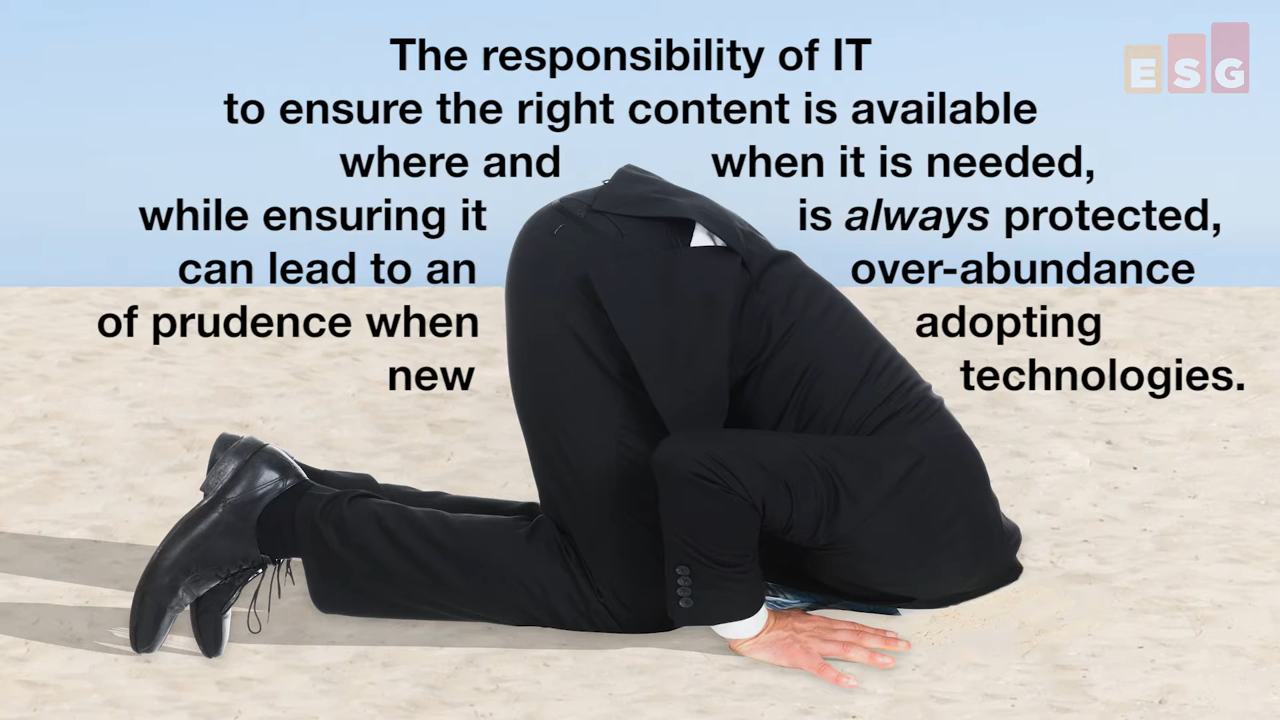 The responsibility of IT
to ensure the right content is available
where and when it is needed,
while ensuring it is always protected,
can lead to an over-abundance
of prudence when adopting
new technologies.
ESG